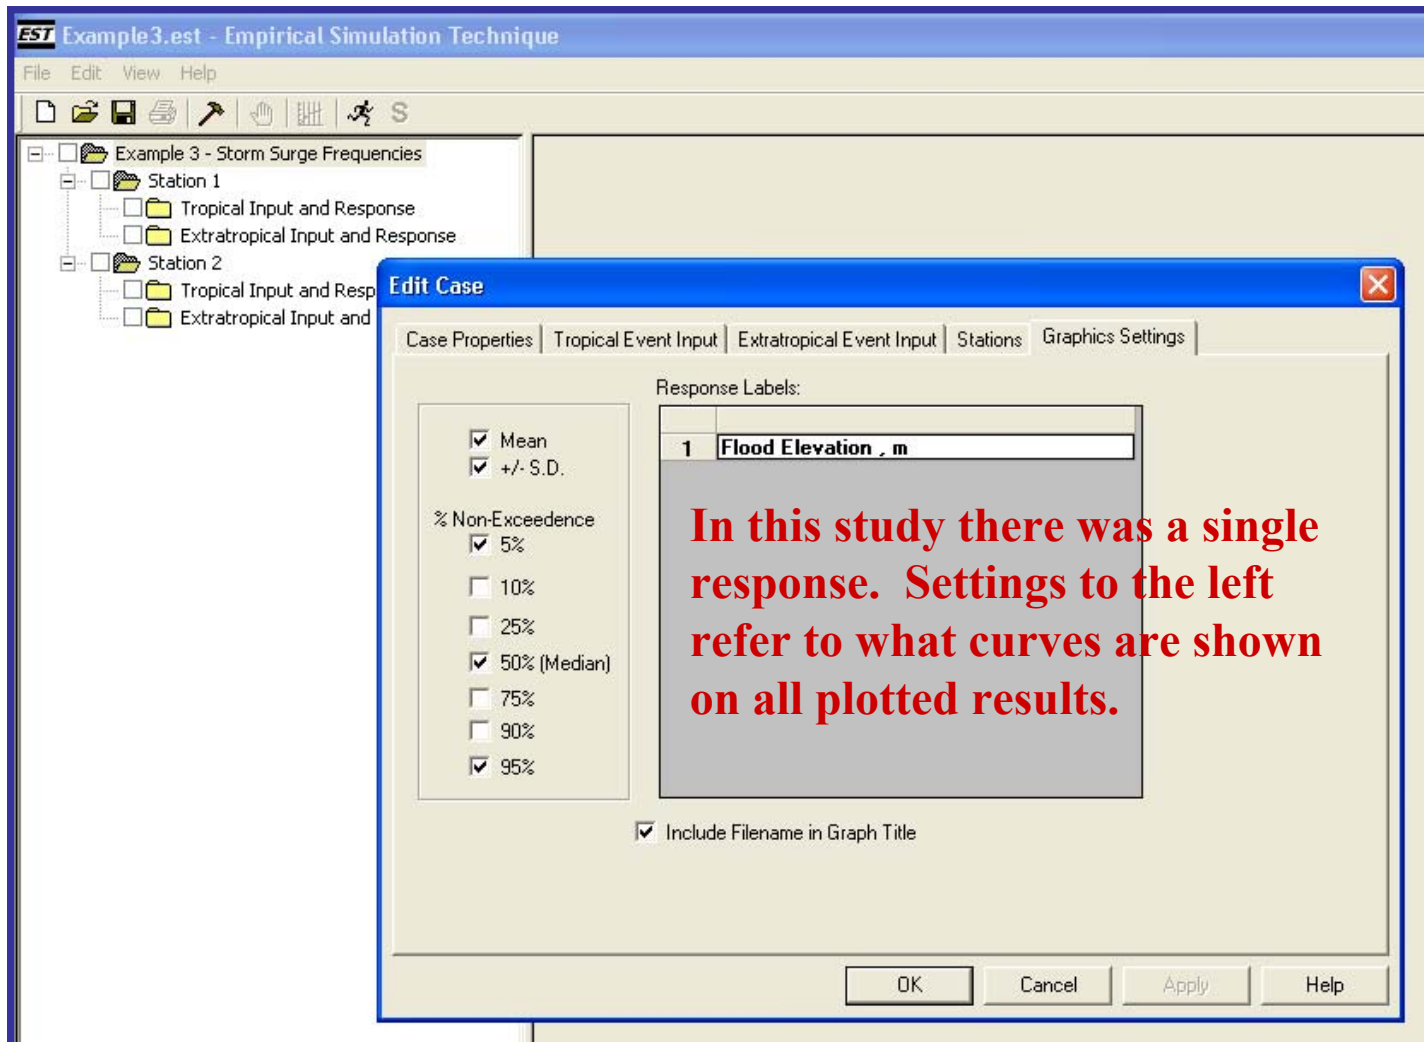 EST Example3.est - Empirical Simulation Technique
File Edit View Help
S
Example 3 - Storm Surge Frequencies
Station 1
Tropical Input and Response
Extratropical Input and Response
Station 2
Tropical Input and Resp
Extratropical Input and
Edit Case
Case Properties Tropical Event Input Extratropical Event Input Stations Graphics Settings
Response Labels:
Mean
+/- S.D.
% Non-Exceedence
5%
10%
25%
50% (Median)
75%
90%
95%
1 Flood Elevation , m
In this study there was a single
response. Settings to the left
refer to what curves are shown
on all plotted results.
Include Filename in Graph Title
OK Cancel Apply Help